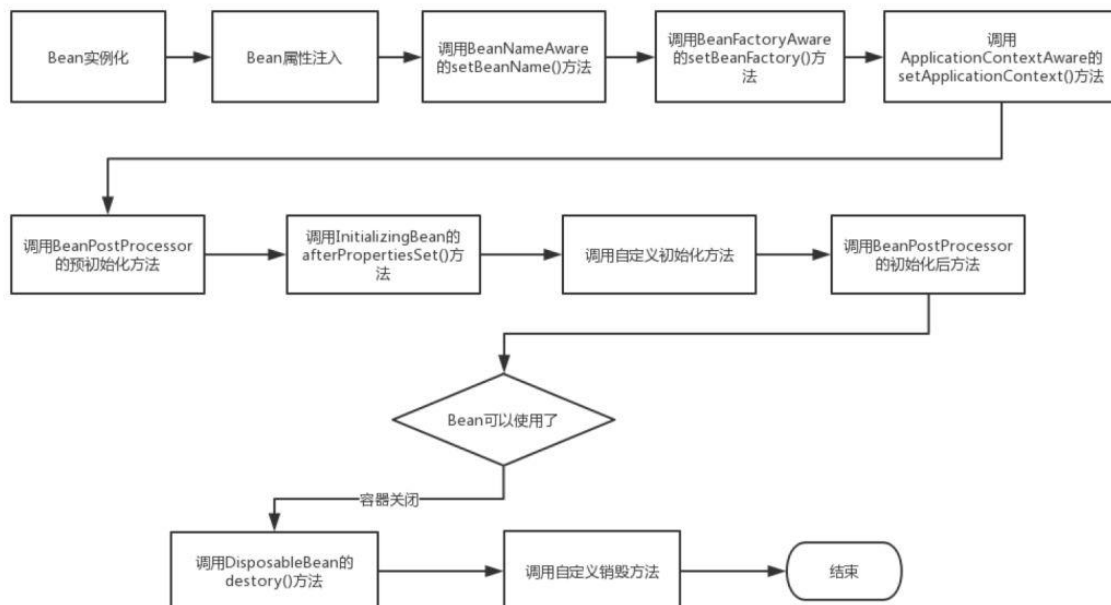 Bean实例化
Bean属性注入
调用BeanNameAware
的setBeanName()方法
调用BeanFactoryAware
的setBeanFactory()方
法
调用
ApplicationContextAware的
setApplicationContext()方法
调用BeanPostProcessor
的预初始化方法
调用InitializingBean的
afterPropertiesSet()方
法
调用自定义初始化方法
调用BeanPostProcessor
的初始化后方法
Bean可以使用了
容器关闭
调用DisposableBean的
destory()方法
调用自定义销毁方法
结束